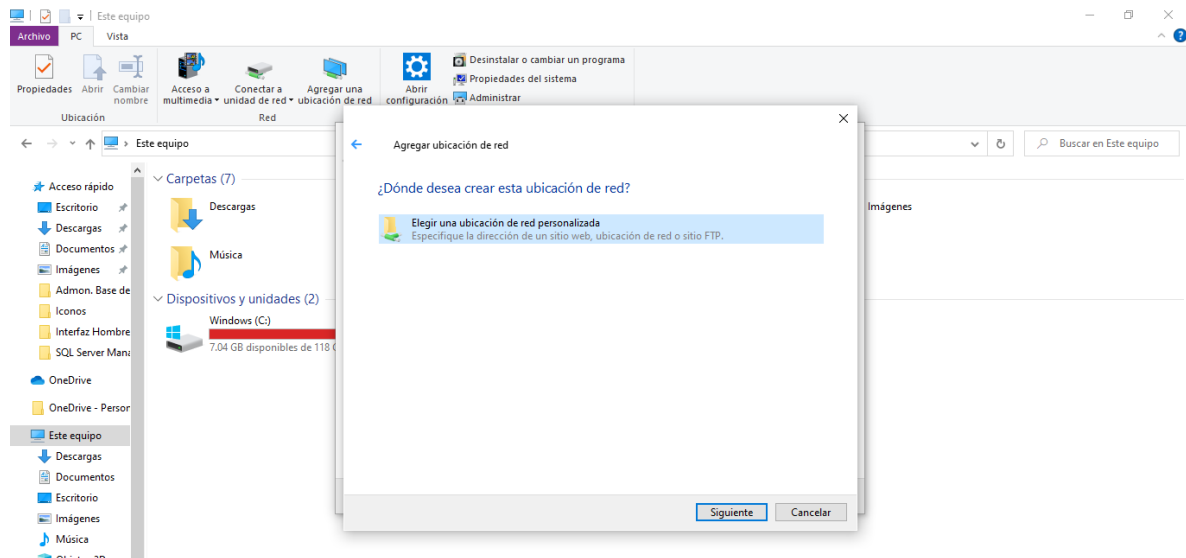 Este equipo
Archivo PC Vista
Propiedades Abrir Cambiar nombre Acceso a multimedia Conectar a unidad de red Agregar una ubicación de red Abrir configuración Desinstalar o cambiar un programa
Propiedades del sistema
Administrar
Ubicación Red
Este equipo Buscar en Este equipo
Agregar ubicación de red
¿Dónde desea crear esta ubicación de red?
Elegir una ubicación de red personalizada
Especifique la dirección de un sitio web, ubicación de red o sitio FTP.
Siguiente Cancelar
Acceso rápido
Escritorio
Descargas
Documentos
Imágenes
Admon. Base de
Iconos
Interfaz Hombre
SQL Server Mana
OneDrive
OneDrive - Person
Este equipo
Descargas
Documentos
Escritorio
Imágenes
Música
Carpetas (7)
Descargas
Imágenes
Música
Dispositivos y unidades (2)
Windows (C:)
7.04 GB disponibles de 118